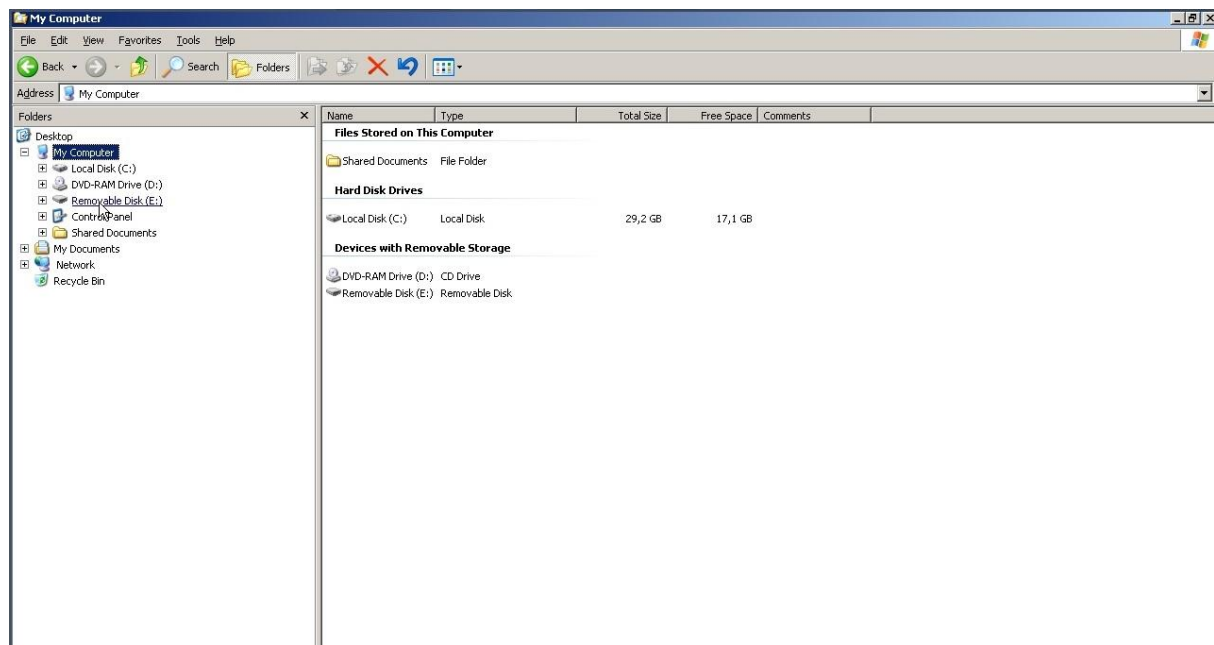 My Computer
File Edit View Favorites Tools Help
Back Search Folders
Address My Computer
Folders
Desktop
My Computer
Local Disk (C:)
DVD-RAM Drive (D:)
Removable Disk (E:)
Control Panel
Shared Documents
My Documents
Network
Recycle Bin
Name Type Total Size Free Space Comments
Files Stored on This Computer
Shared Documents File Folder
Hard Disk Drives
Local Disk (C:) Local Disk 29,2 GB 17,1 GB
Devices with Removable Storage
DVD-RAM Drive (D:) CD Drive
Removable Disk (E:) Removable Disk